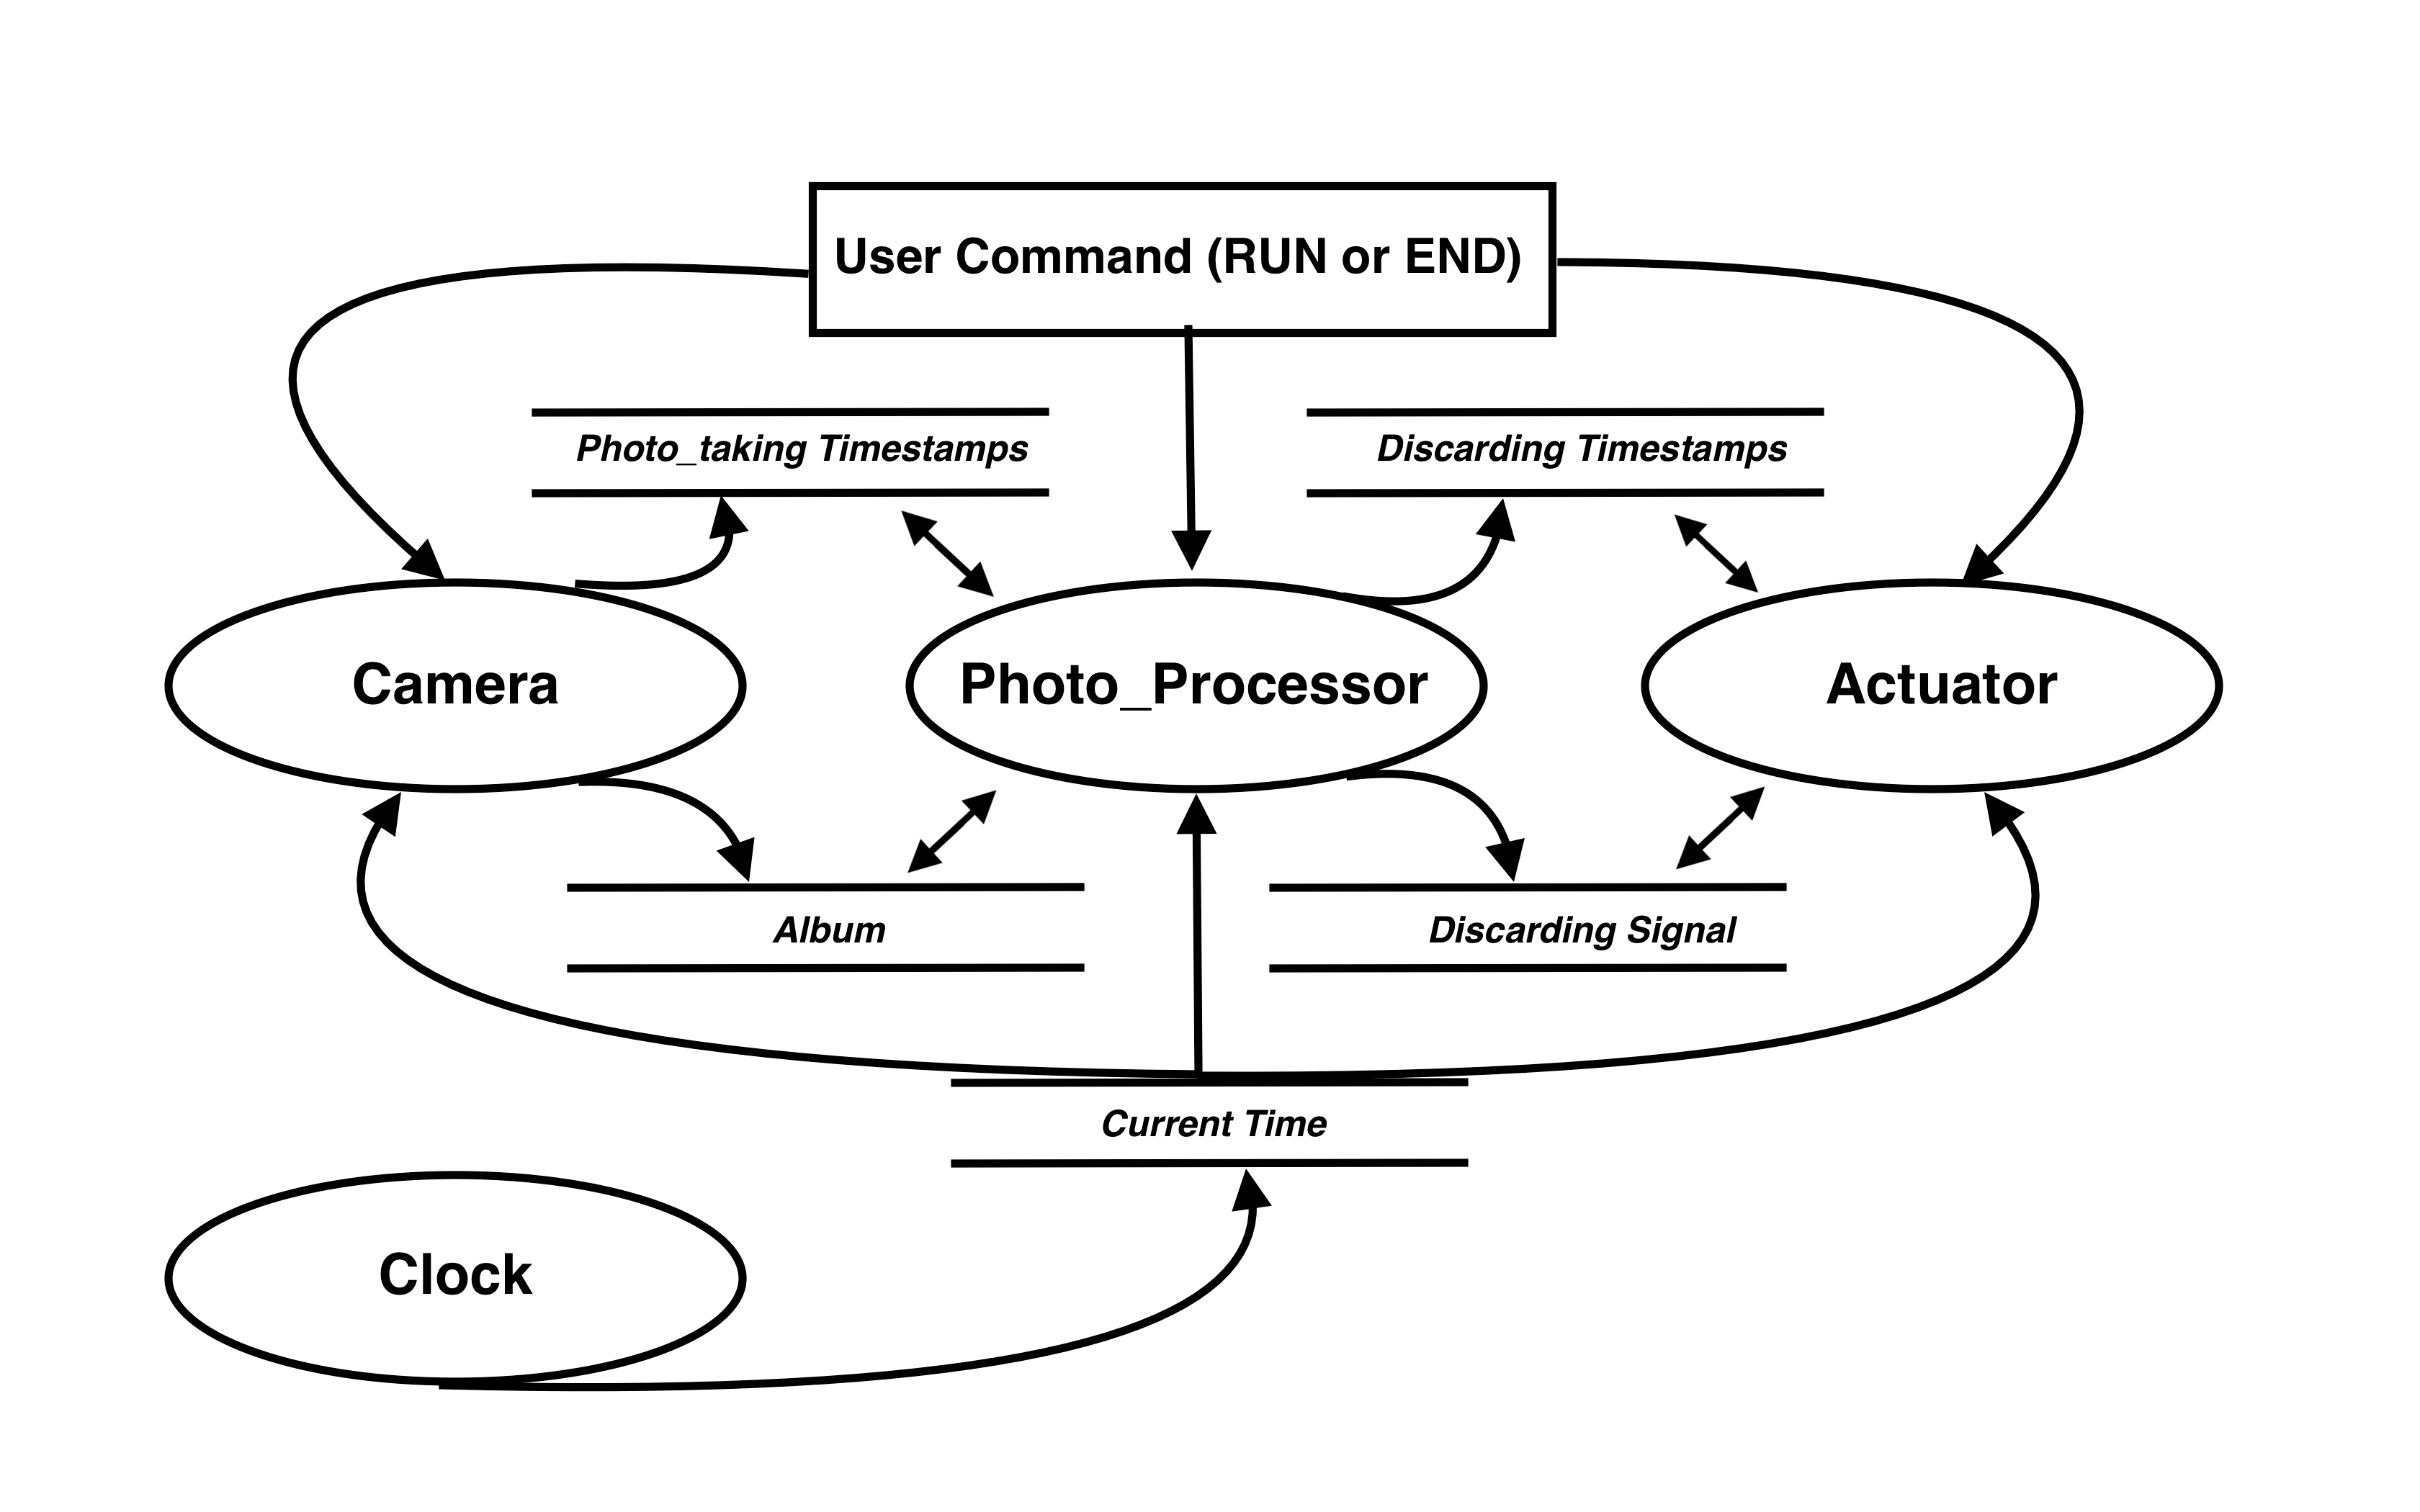 User Command (RUN or END)
Photo_taking Timestamps
Discarding Timestamps
Camera
Photo_Processor
Actuator
Album
Discarding Signal
Current Time
Clock